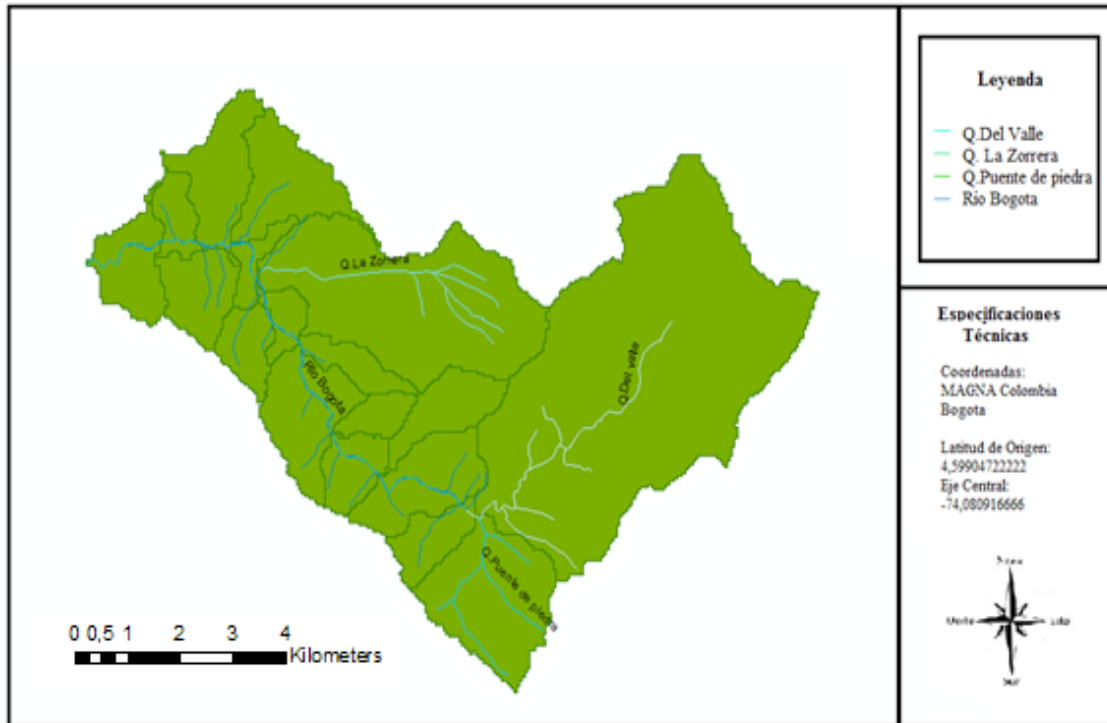 Q.La Zorrera
Rio Bogota
Q.Del valle
Q.Puente de piedra
0 0,5 1 2 3 4
Kilometers
Leyenda
Q.Del Valle
Q. La Zorrera
Q.Puente de piedra
Rio Bogota
Especificaciones
Técnicas
Coordenadas:
MAGNA Colombia
Bogota
Latitud de Origen:
4,59904722222
Eje Central:
-74,080916666